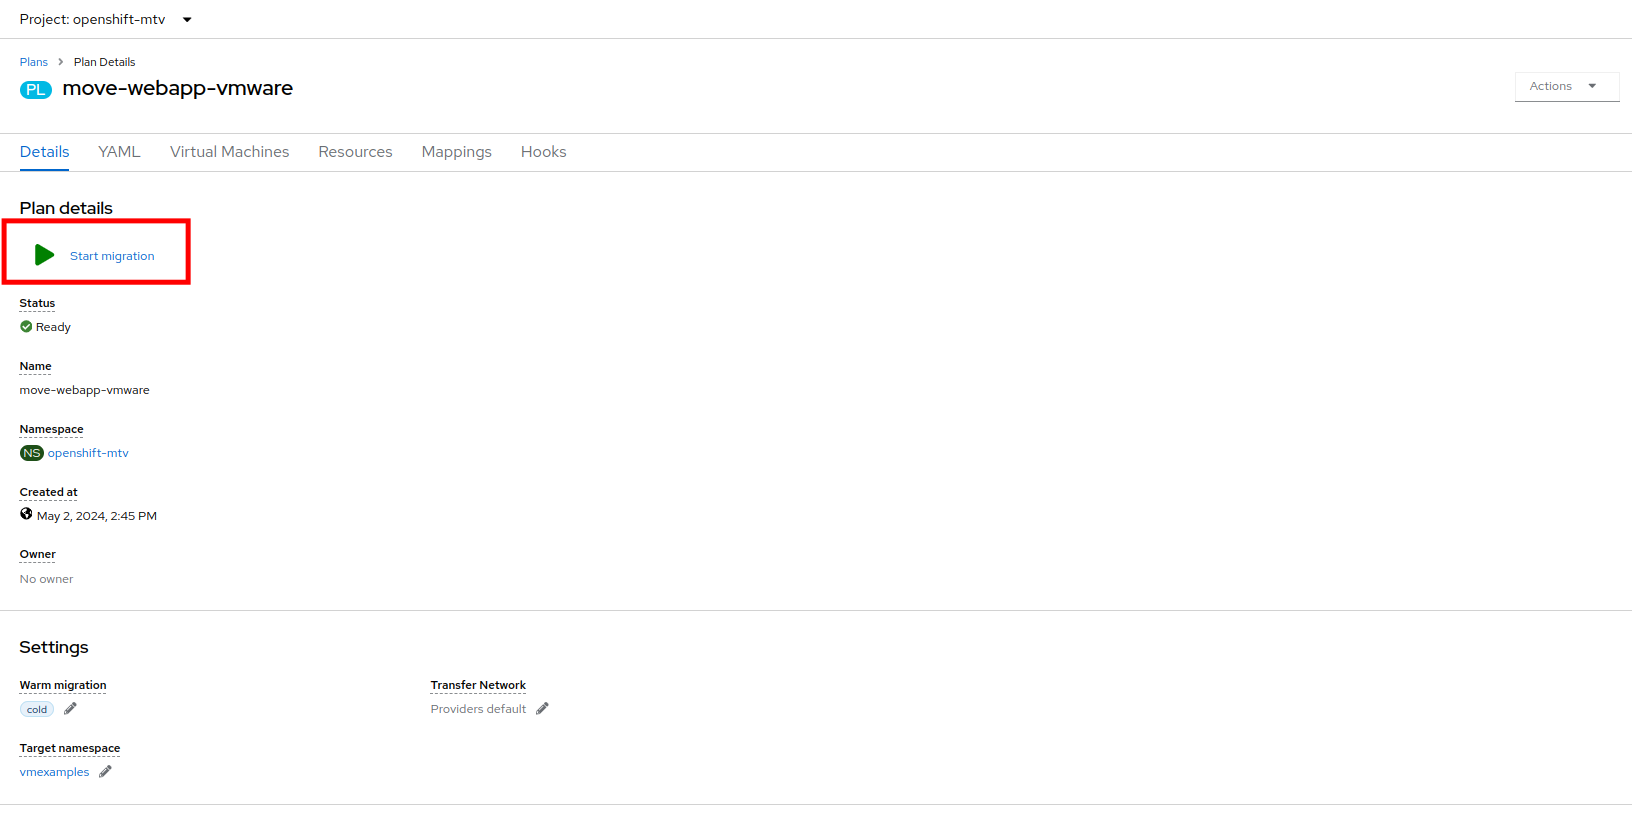 Project: openshift-mtv
Plans > Plan Details
PL move-webapp-vmware
Actions
Details YAML Virtual Machines Resources Mappings Hooks
Plan details
Start migration
Status
Ready
Name
move-webapp-vmware
Namespace
NS openshift-mtv
Created at
May 2, 2024, 2:45 PM
Owner
No owner
Settings
Warm migration
cold
Transfer Network
Providers default
Target namespace
vmexamples